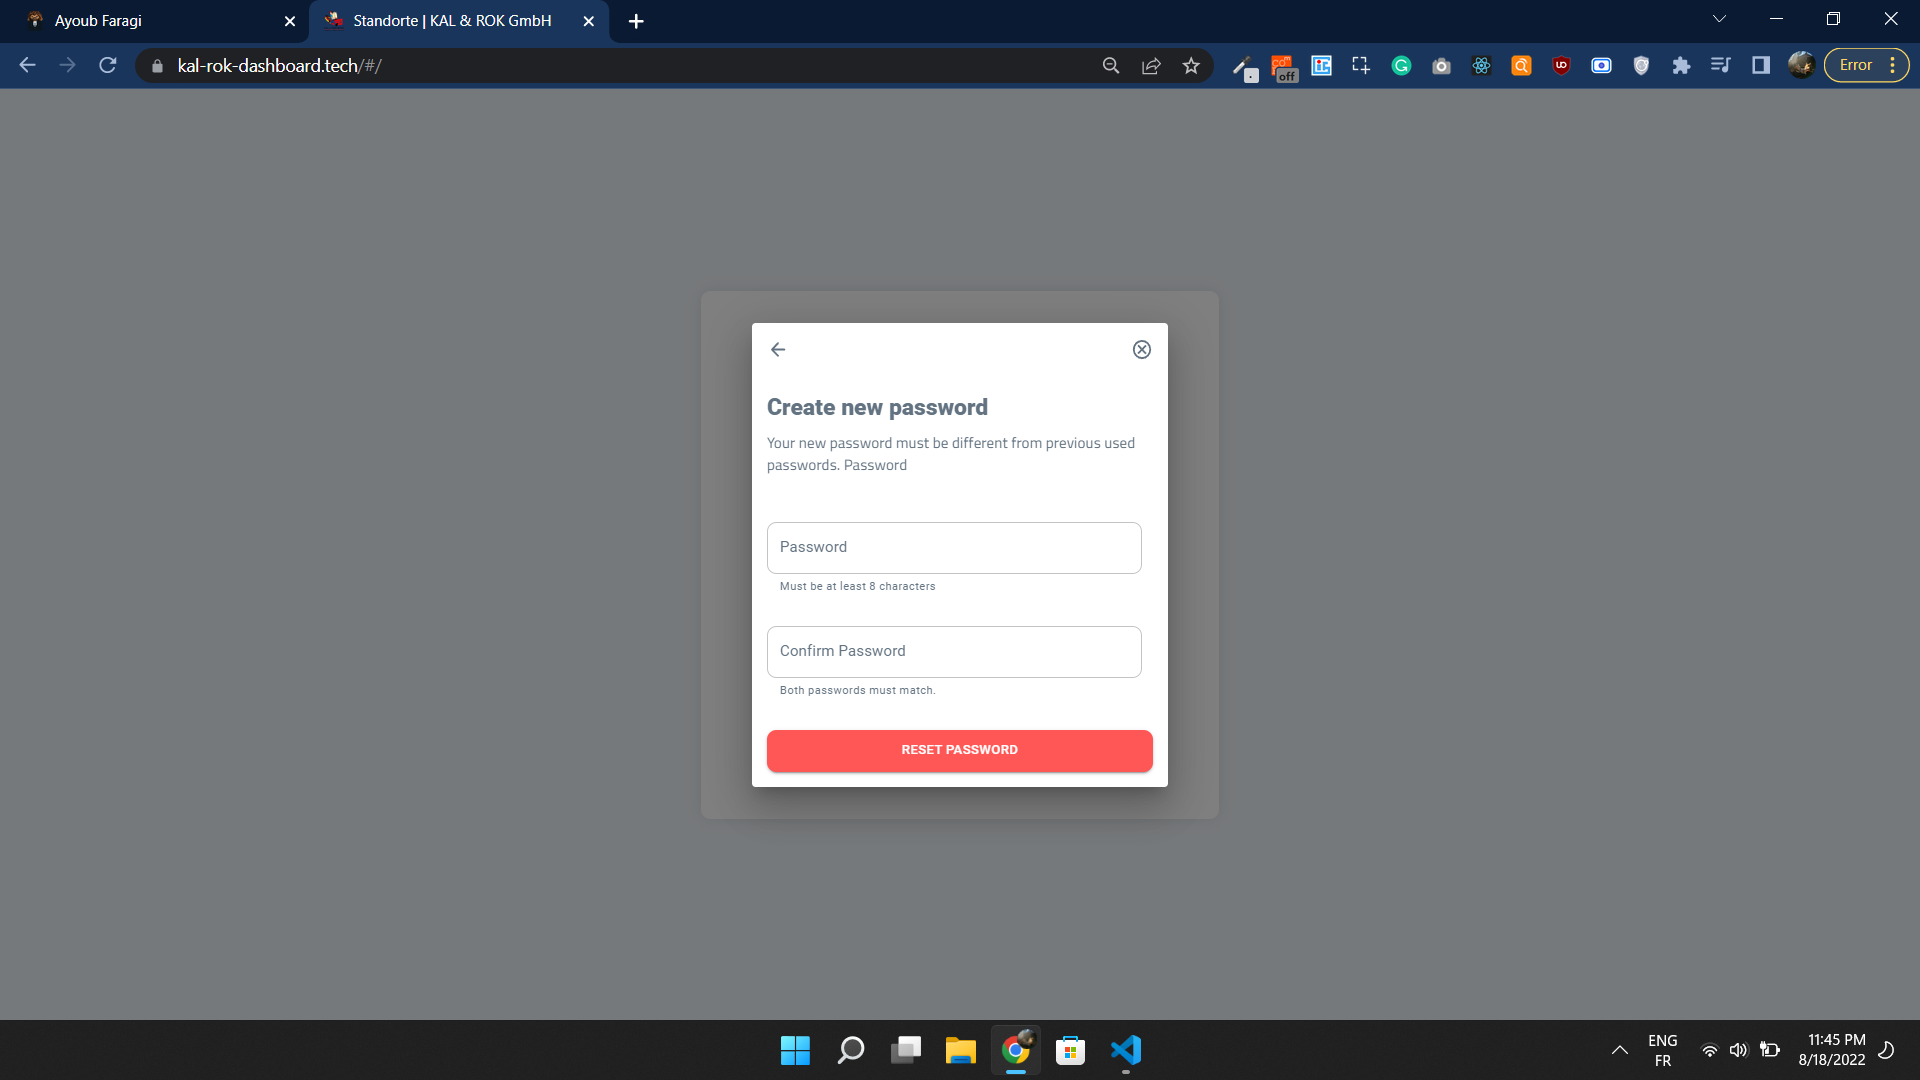 Ayoub Faragi
Standorte | KAL & ROK GmbH
kal-rok-dashboard.tech/#/
off
Error
Create new password
Your new password must be different from previous used
passwords. Password
Password
Must be at least 8 characters
Confirm Password
Both passwords must match.
RESET PASSWORD
ENG
FR
11:45 PM
8/18/2022